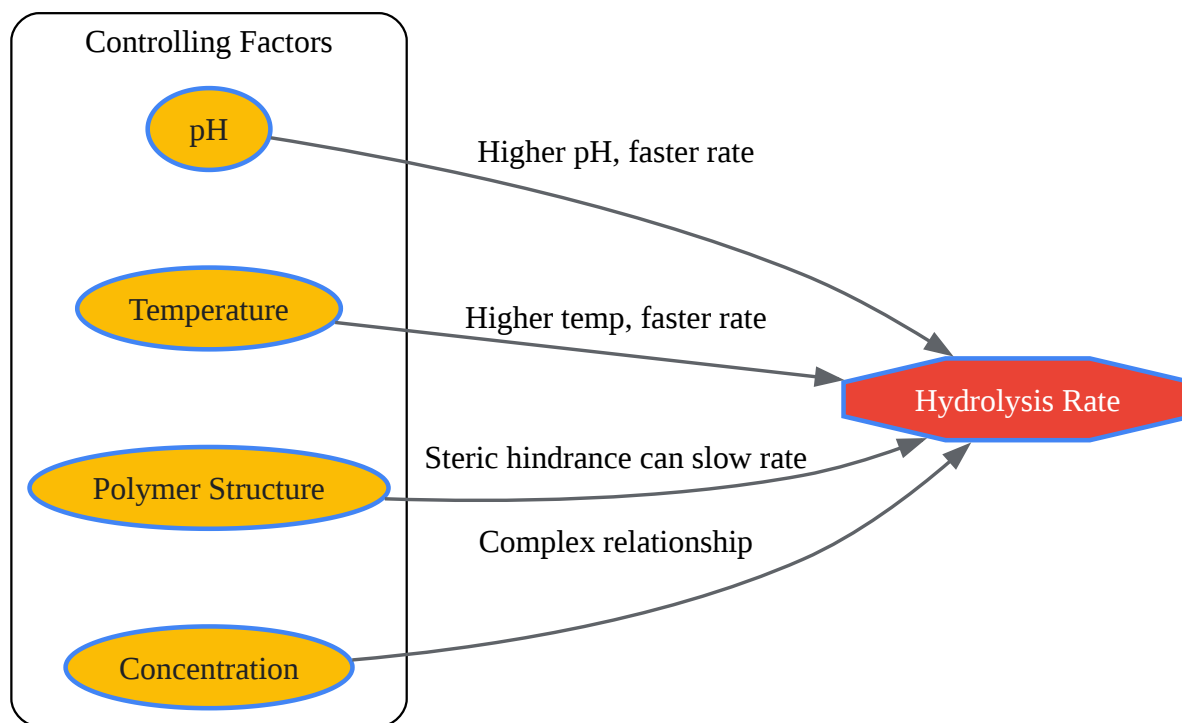 Controlling Factors
pH
Higher pH, faster rate
Temperature
Higher temp, faster rate
Hydrolysis Rate
Polymer Structure
Steric hindrance can slow rate
Complex relationship
Concentration